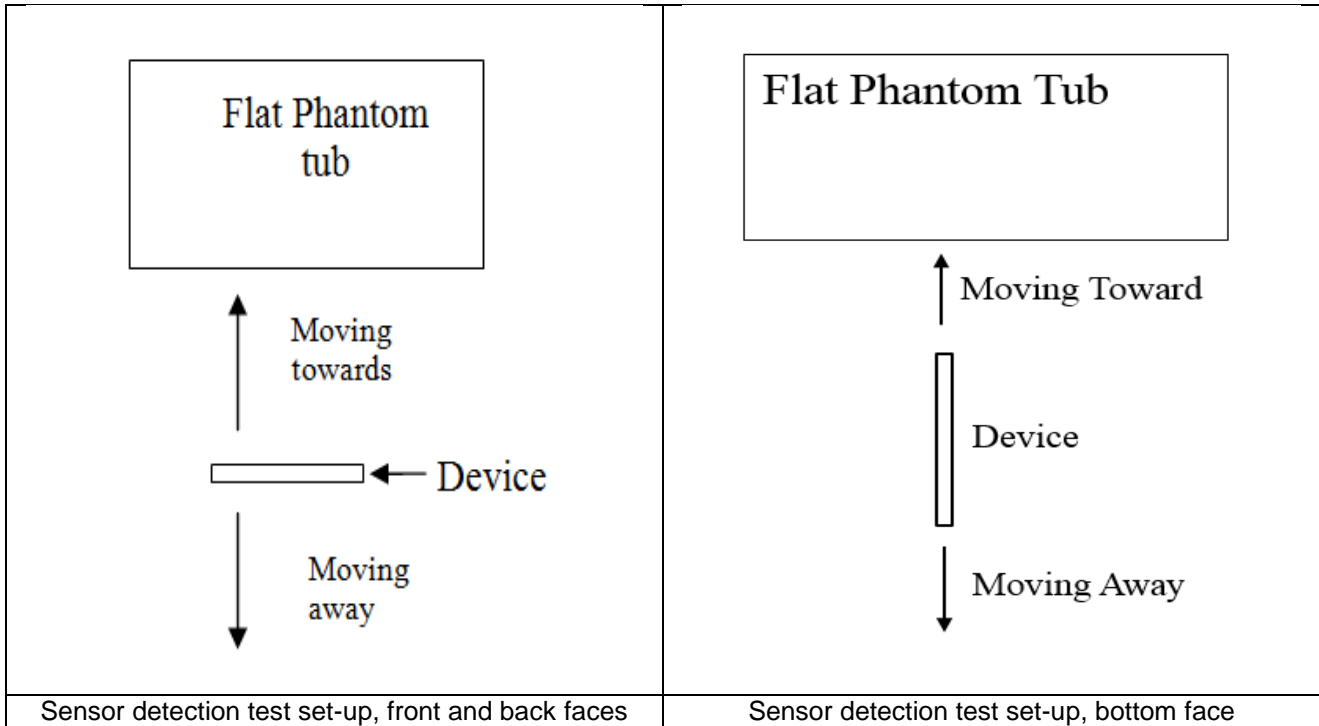 Flat Phantom
tub
Moving
towards
Device
Moving
away
Sensor detection test set-up, front and back faces
Flat Phantom Tub
Moving Toward
Device
Moving Away
Sensor detection test set-up, bottom face